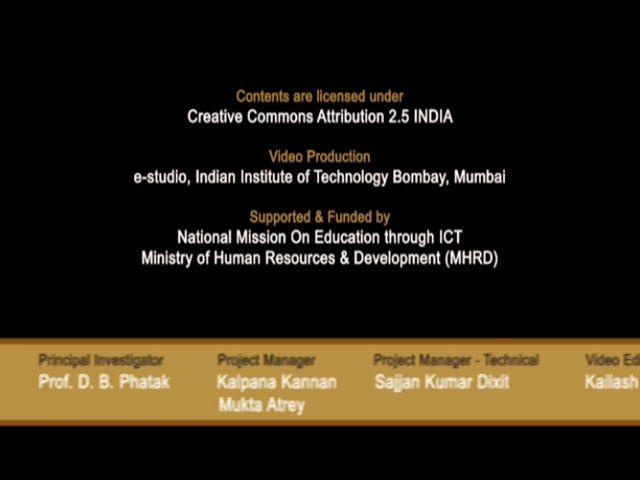 Contents are licensed under
Creative Commons Attribution 2.5 INDIA
Video Production
e-studio, Indian Institute of Technology Bombay, Mumbai
Supported & Funded by
National Mission On Education through ICT
Ministry of Human Resources & Development (MHRD)
Principal Investigator
Prof. D. B. Phatak
Project Manager
Kalpana Kannan
Mukta Atrey
Project Manager - Technical
Sajjan Kumar Dixit
Video
Kailash